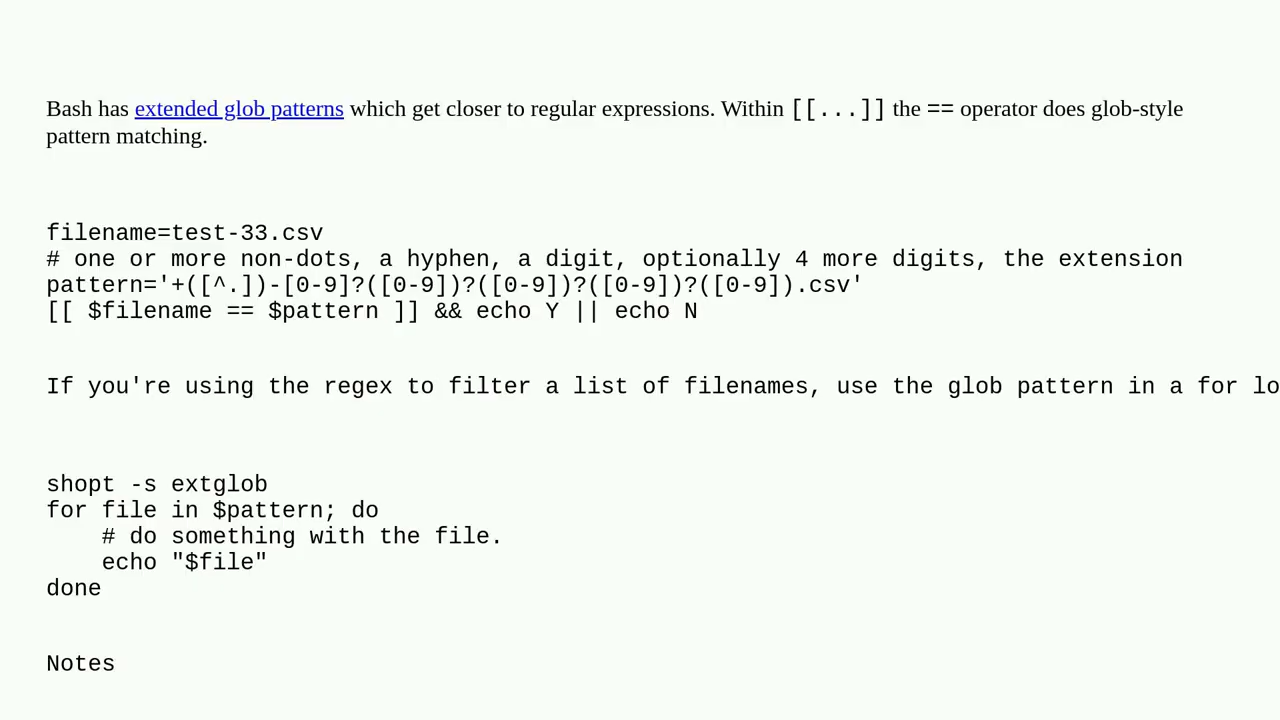 Bash has extended glob patterns which get closer to regular expressions. Within [[...]] the == operator does glob-style
pattern matching.
filename=test-33.csv
# one or more non-dots, a hyphen, a digit, optionally 4 more digits, the extension
pattern='+([^.])-[0-9]?([0-9])?([0-9])?([0-9])?([0-9]).csv'
[[ $filename == $pattern ]] && echo Y || echo N
If you're using the regex to filter a list of filenames, use the glob pattern in a for lo
shopt -s extglob
for file in $pattern; do
    # do something with the file.
    echo "$file"
done
Notes